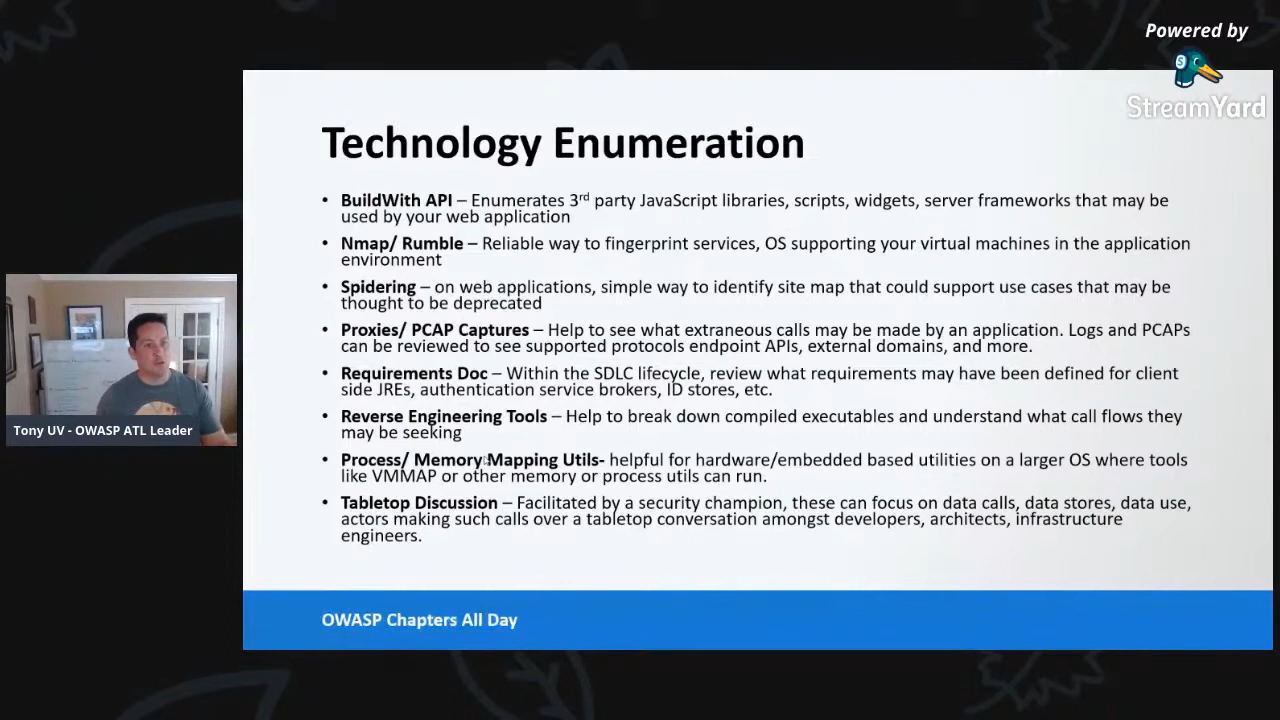 Powered by
StreamYard
Technology Enumeration
• BuildWith API – Enumerates 3rd party JavaScript libraries, scripts, widgets, server frameworks that may be
used by your web application
• Nmap/ Rumble – Reliable way to fingerprint services, OS supporting your virtual machines in the application
environment
• Spidering – on web applications, simple way to identify site map that could support use cases that may be
thought to be deprecated
• Proxies/ PCAP Captures – Help to see what extraneous calls may be made by an application. Logs and PCAPs
can be reviewed to see supported protocols endpoint APIs, external domains, and more.
• Requirements Doc – Within the SDLC lifecycle, review what requirements may have been defined for client
side JREs, authentication service brokers, ID stores, etc.
• Reverse Engineering Tools – Help to break down compiled executables and understand what call flows they
may be seeking
• Process/ Memory Mapping Utils- helpful for hardware/embedded based utilities on a larger OS where tools
like VMMAP or other memory or process utils can run.
• Tabletop Discussion – Facilitated by a security champion, these can focus on data calls, data stores, data use,
actors making such calls over a tabletop conversation amongst developers, architects, infrastructure
engineers.
Tony UV - OWASP ATL Leader
OWASP Chapters All Day